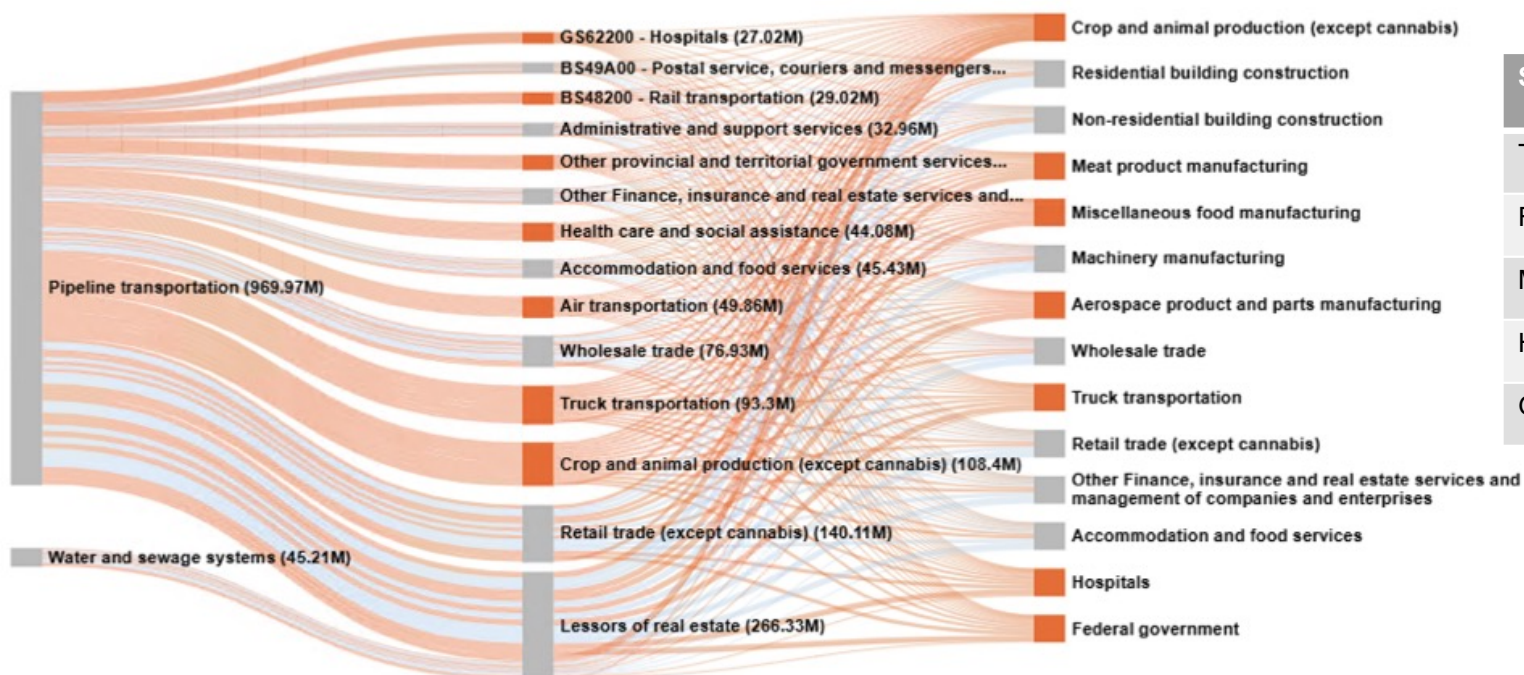 Pipeline transportation (969.97M)
Water and sewage systems (45.21M)
GS62200 - Hospitals (27.02M)
BS49A00 - Postal service, couriers and messengers...
BS48200 - Rail transportation (29.02M)
Administrative and support services (32.96M)
Other provincial and territorial government services...
Other Finance, insurance and real estate services and...
Health care and social assistance (44.08M)
Accommodation and food services (45.43M)
Air transportation (49.86M)
Wholesale trade (76.93M)
Truck transportation (93.3M)
Crop and animal production (except cannabis) (108.4M)
Retail trade (except cannabis) (140.11M)
Lessors of real estate (266.33M)
Crop and animal production (except cannabis)
Residential building construction
Non-residential building construction
Meat product manufacturing
Miscellaneous food manufacturing
Machinery manufacturing
Aerospace product and parts manufacturing
Wholesale trade
Truck transportation
Retail trade (except cannabis)
Other Finance, insurance and real estate services and
management of companies and enterprises
Accommodation and food services
Hospitals
Federal government